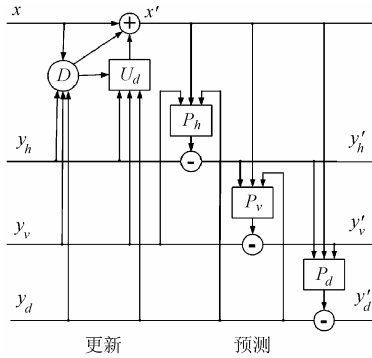 x x′ +
D U_d
P_h
y_h - y′_h
P_v
y_v - y′_v
P_d
y_d - y′_d
更新 预测